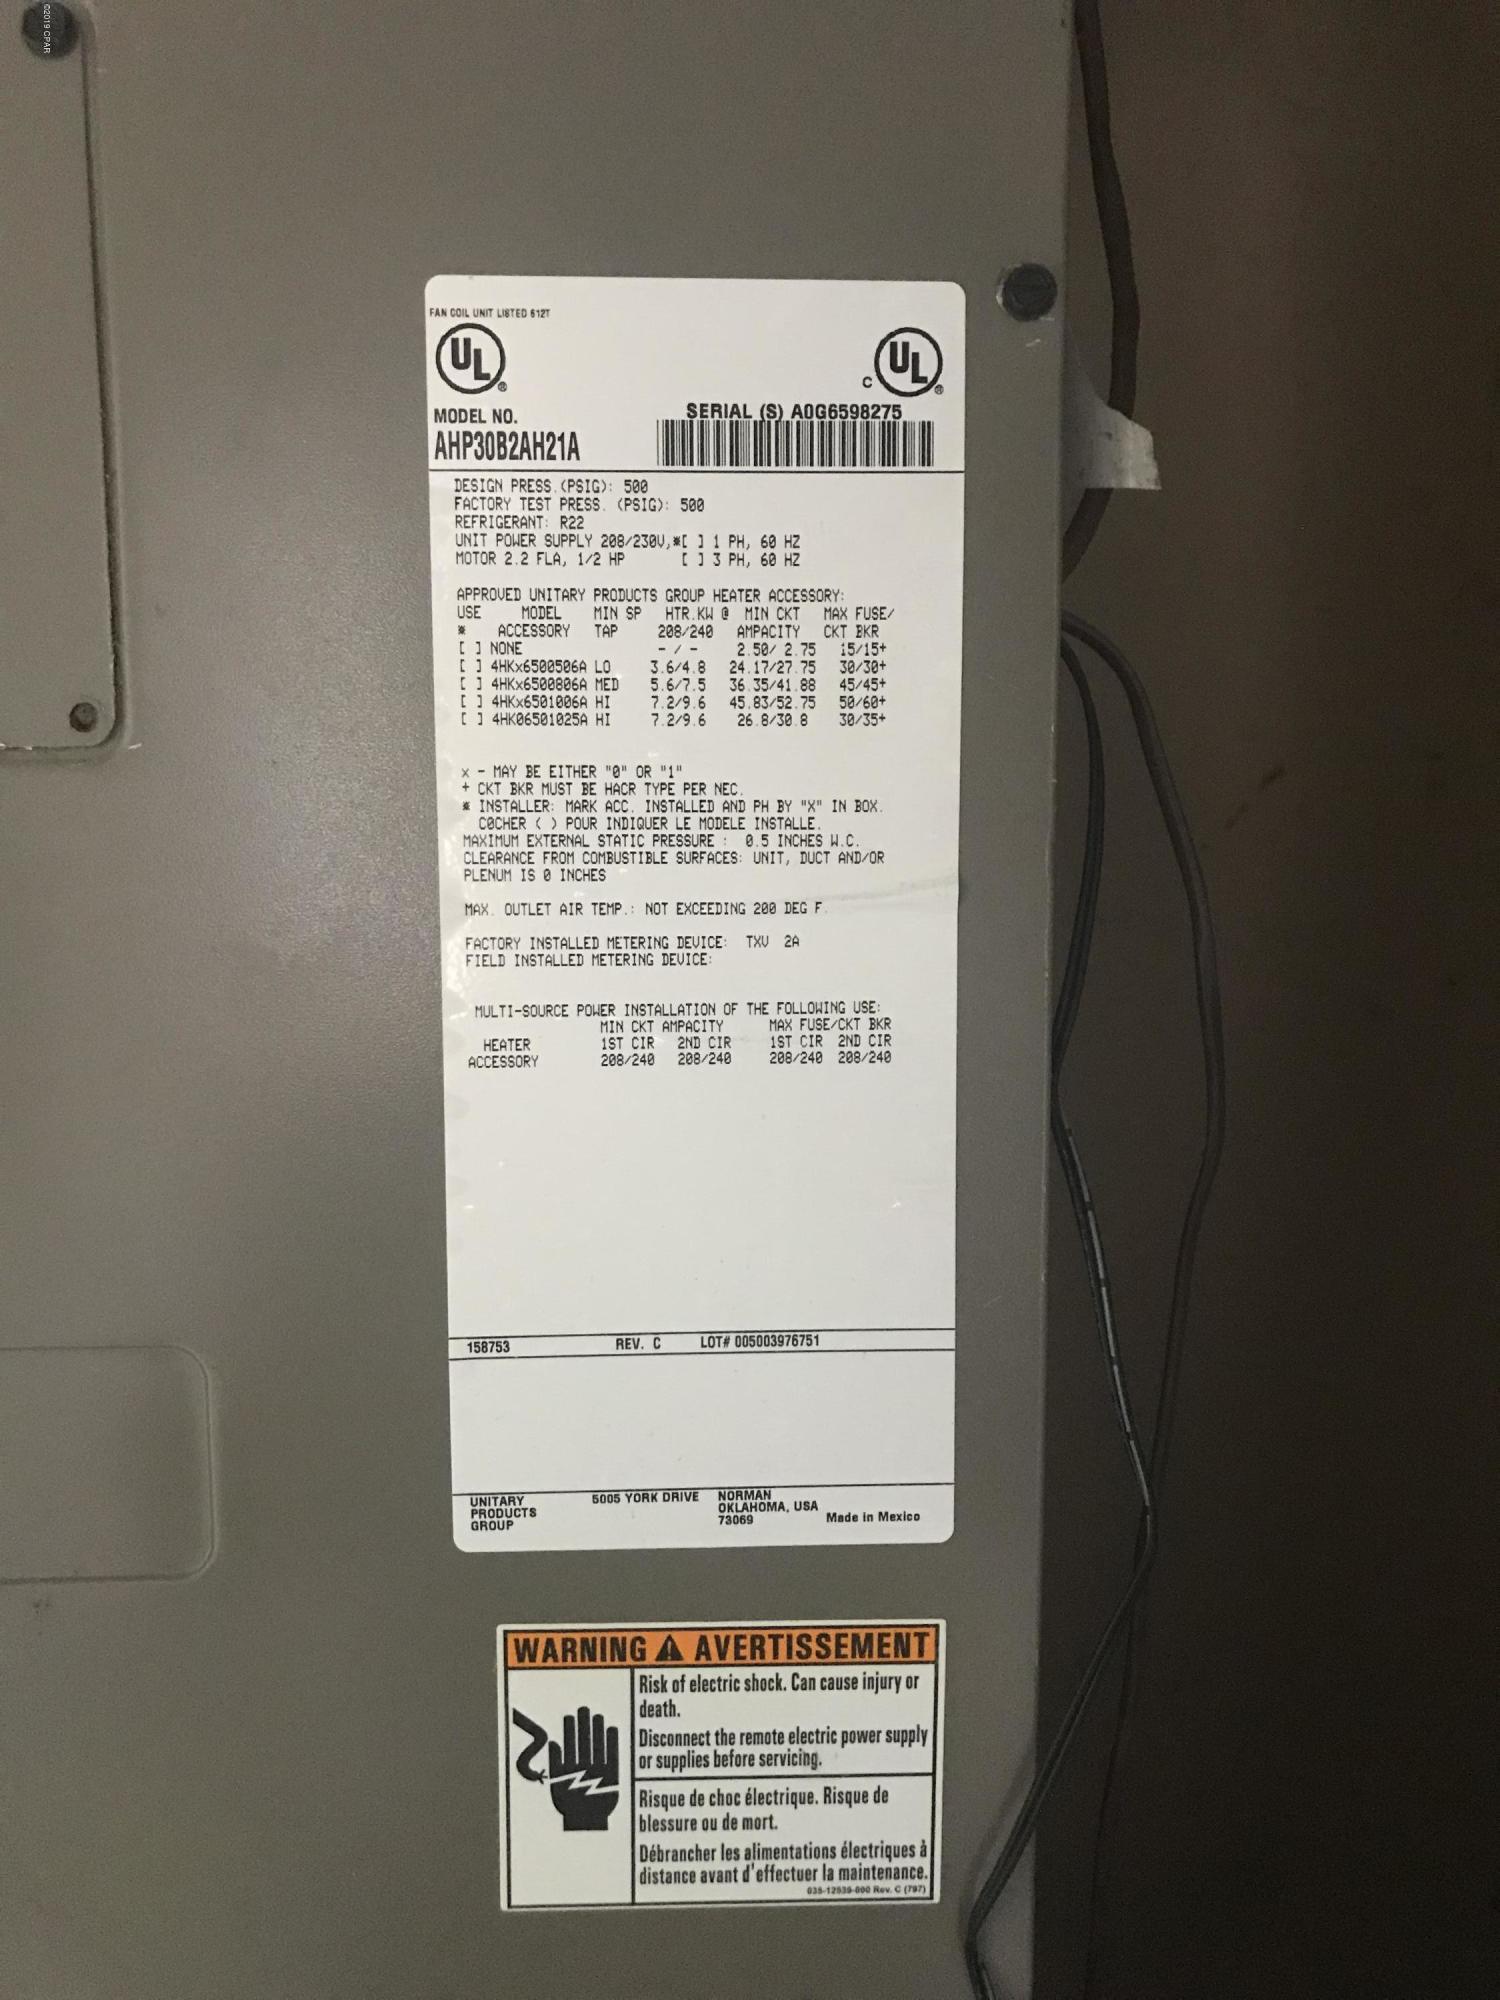 ©2019 CPAR
FAN COIL UNIT LISTED 612T
UL ® C UL ®
MODEL NO. SERIAL (S) A0G6598275
AHP30B2AH21A
DESIGN PRESS.(PSIG): 500
FACTORY TEST PRESS. (PSIG): 500
REFRIGERANT: R22
UNIT POWER SUPPLY 208/230V,*[ ] 1 PH, 60 HZ
MOTOR 2.2 FLA, 1/2 HP [ ] 3 PH, 60 HZ
APPROVED UNITARY PRODUCTS GROUP HEATER ACCESSORY:
USE MODEL MIN SP HTR.KW @ MIN CKT MAX FUSE/
* ACCESSORY TAP 208/240 AMPACITY CKT BKR
[ ] NONE - / - 2.50/ 2.75 15/15+
[ ] 4HKx6500506A LO 3.6/4.8 24.17/27.75 30/30+
[ ] 4HKx6500806A MED 5.6/7.5 36.35/41.88 45/45+
[ ] 4HKx6501006A HI 7.2/9.6 45.83/52.75 50/60+
[ ] 4HK06501025A HI 7.2/9.6 26.8/30.8 30/35+
x - MAY BE EITHER "0" OR "1"
+ CKT BKR MUST BE HACR TYPE PER NEC.
* INSTALLER: MARK ACC. INSTALLED AND PH BY "X" IN BOX.
C0CHER ( ) POUR INDIQUER LE MODELE INSTALLE.
MAXIMUM EXTERNAL STATIC PRESSURE : 0.5 INCHES W.C.
CLEARANCE FROM COMBUSTIBLE SURFACES: UNIT, DUCT AND/OR
PLENUM IS 0 INCHES
MAX. OUTLET AIR TEMP.: NOT EXCEEDING 200 DEG F.
FACTORY INSTALLED METERING DEVICE: TXV 2A
FIELD INSTALLED METERING DEVICE:
MULTI-SOURCE POWER INSTALLATION OF THE FOLLOWING USE:
MIN CKT AMPACITY MAX FUSE/CKT BKR
HEATER 1ST CIR 2ND CIR 1ST CIR 2ND CIR
ACCESSORY 208/240 208/240 208/240 208/240
158753 REV. C LOT# 005003976751
UNITARY 5005 YORK DRIVE NORMAN
PRODUCTS OKLAHOMA, USA
GROUP 73069 Made in Mexico
WARNING AVERTISSEMENT
Risk of electric shock. Can cause injury or
death.
Disconnect the remote electric power supply
or supplies before servicing.
Risque de choc électrique. Risque de
blessure ou de mort.
Débrancher les alimentations électriques à
distance avant d'effectuer la maintenance.
035-12539-000 Rev. C (797)